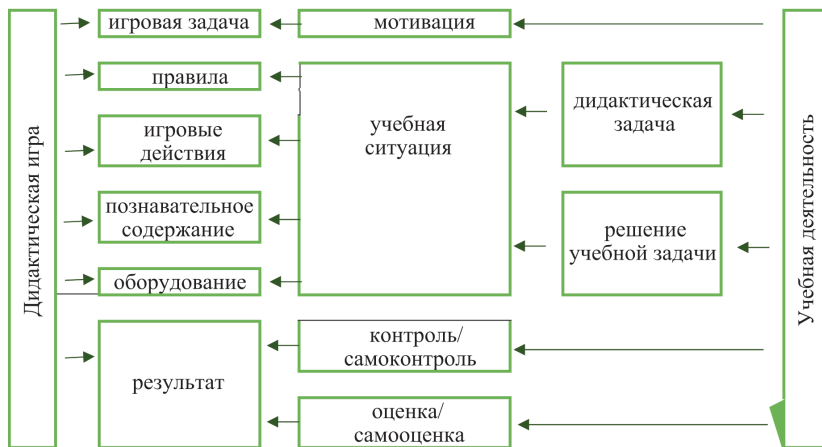 Дидактическая игра
игровая задача
правила
игровые
действия
познавательное
содержание
оборудование
результат
мотивация
учебная
ситуация
контроль/
самоконтроль
оценка/
самооценка
дидактическая
задача
решение
учебной задачи
Учебная деятельность